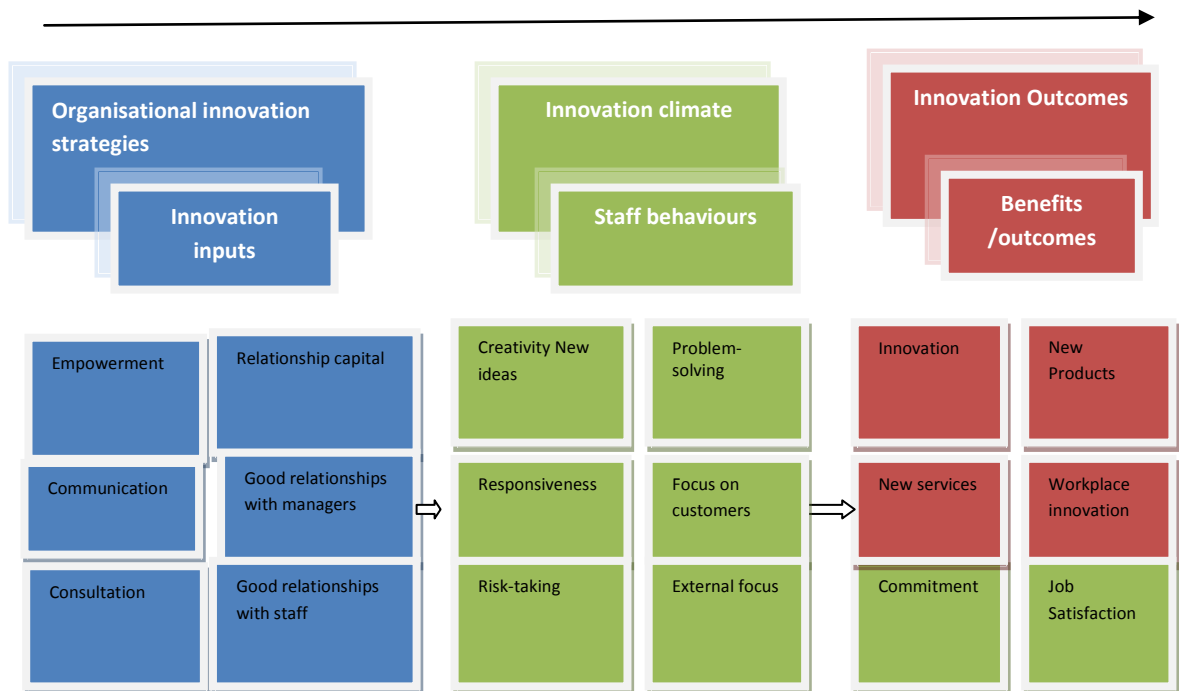 Organisational innovation
strategies
Innovation
inputs
Innovation climate
Staff behaviours
Innovation Outcomes
Benefits
/outcomes
Empowerment
Relationship capital
Communication
Good relationships
with managers
Consultation
Good relationships
with staff
Creativity New
ideas
Problem-
solving
Responsiveness
Focus on
customers
Risk-taking
External focus
Innovation
New
Products
New services
Workplace
innovation
Commitment
Job
Satisfaction